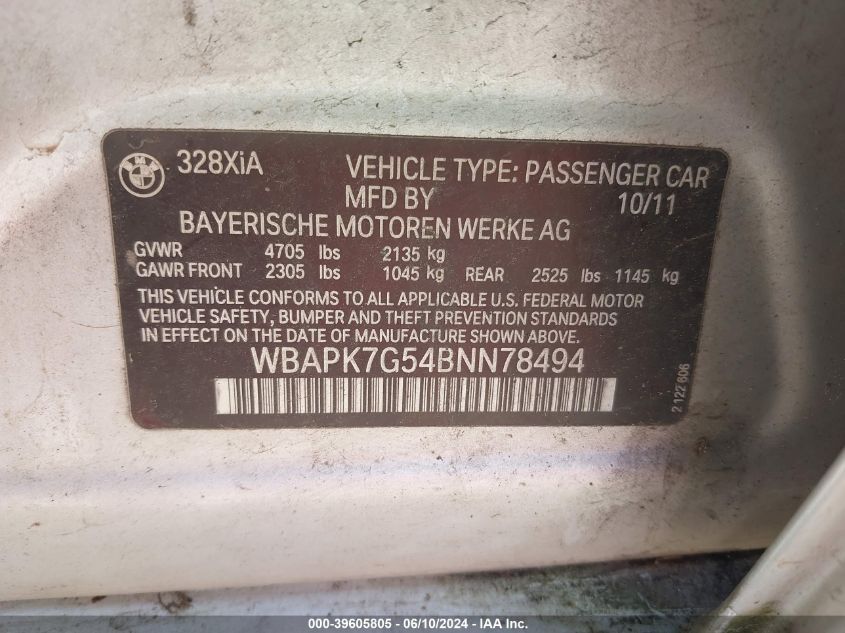 328XiA VEHICLE TYPE: PASSENGER CAR
MFD BY 10/11
BAYERISCHE MOTOREN WERKE AG
GVWR 4705 lbs 2135 kg
GAWR FRONT 2305 lbs 1045 kg REAR 2525 lbs 1145 kg
THIS VEHICLE CONFORMS TO ALL APPLICABLE U.S. FEDERAL MOTOR
VEHICLE SAFETY, BUMPER AND THEFT PREVENTION STANDARDS
IN EFFECT ON THE DATE OF MANUFACTURE SHOWN ABOVE.
WBAPK7G54BNN78494
2 122 606
000-39605805 - 06/10/2024 - IAA Inc.